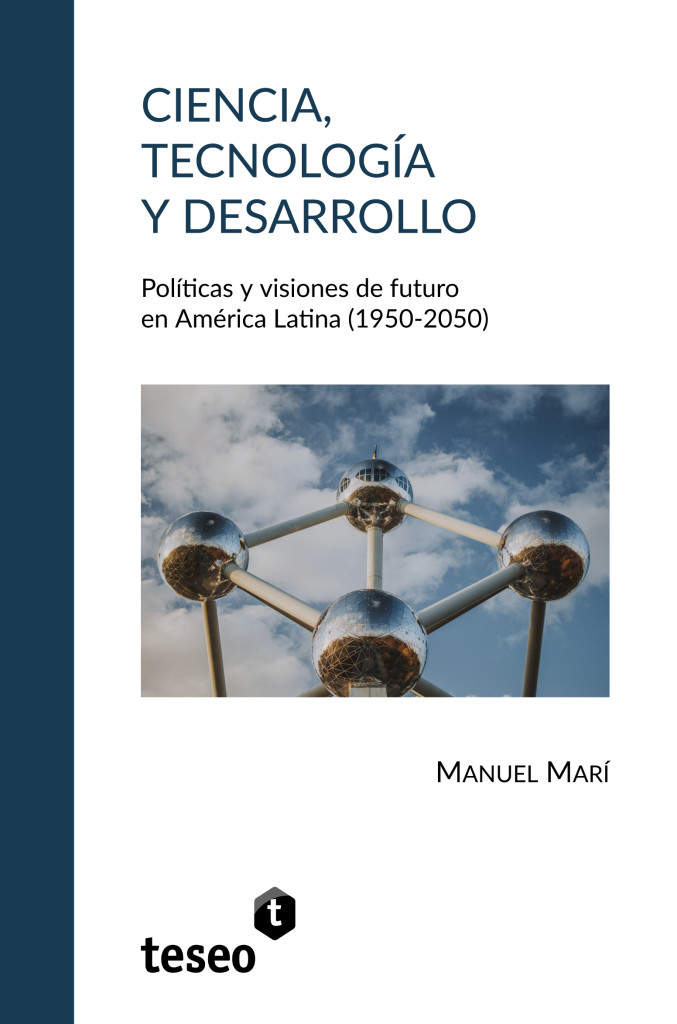 CIENCIA,
TECNOLOGÍA
Y DESARROLLO
Políticas y visiones de futuro
en América Latina (1950-2050)
MANUEL MARÍ
t
teseo